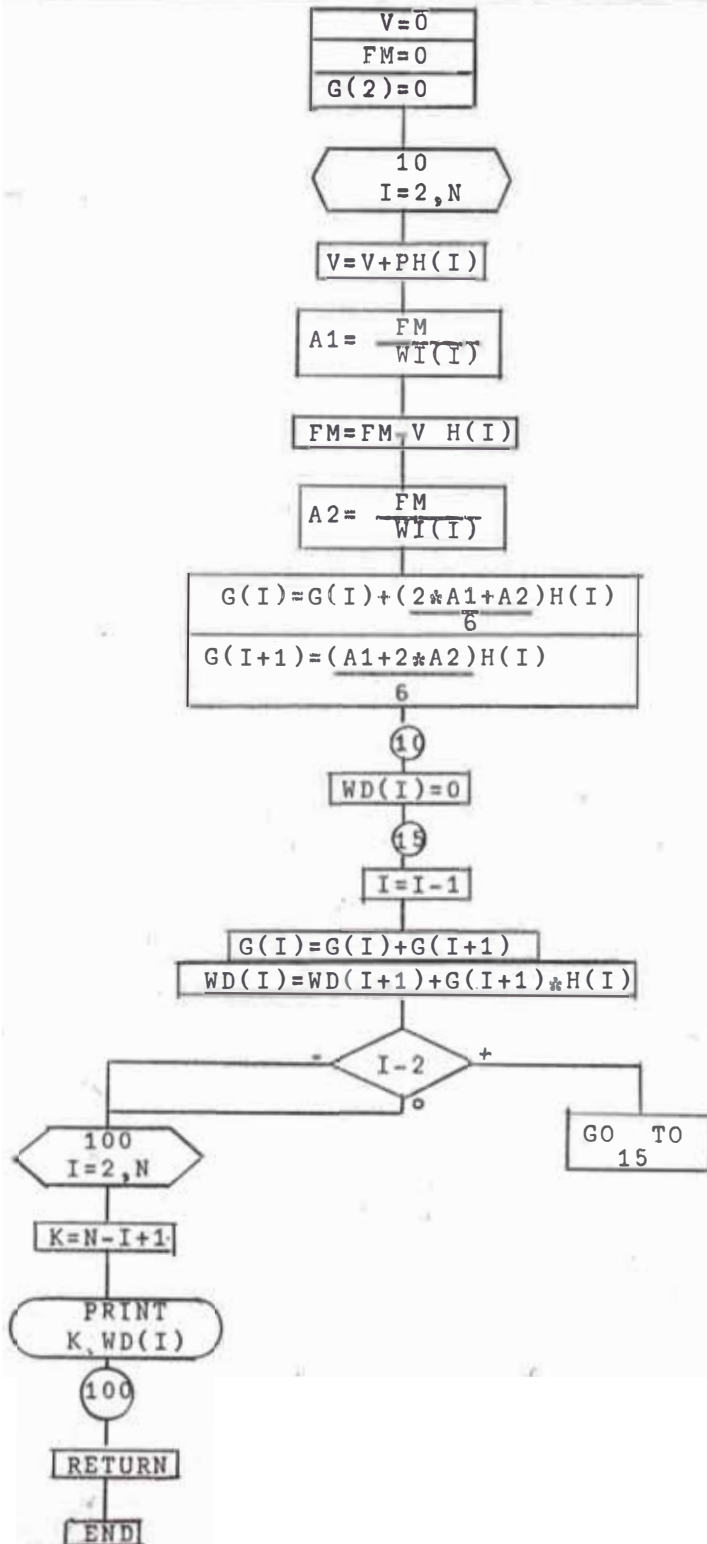 V=0
FM=0
G(2)=0
10
I=2,N
V=V+PH(I)
A1= FM
WI(I)
FM=FM-V H(I)
A2= FM
WI(I)
G(I)=G(I)+(2*A1+A2)H(I)
6
G(I+1)=(A1+2*A2)H(I)
6
10
WD(I)=0
15
I=I-1
G(I)=G(I)+G(I+1)
WD(I)=WD(I+1)+G(I+1)*H(I)
- I-2 +
0
GO TO
15
100
I=2,N
K=N-I+1
PRINT
K,WD(I)
100
RETURN
END